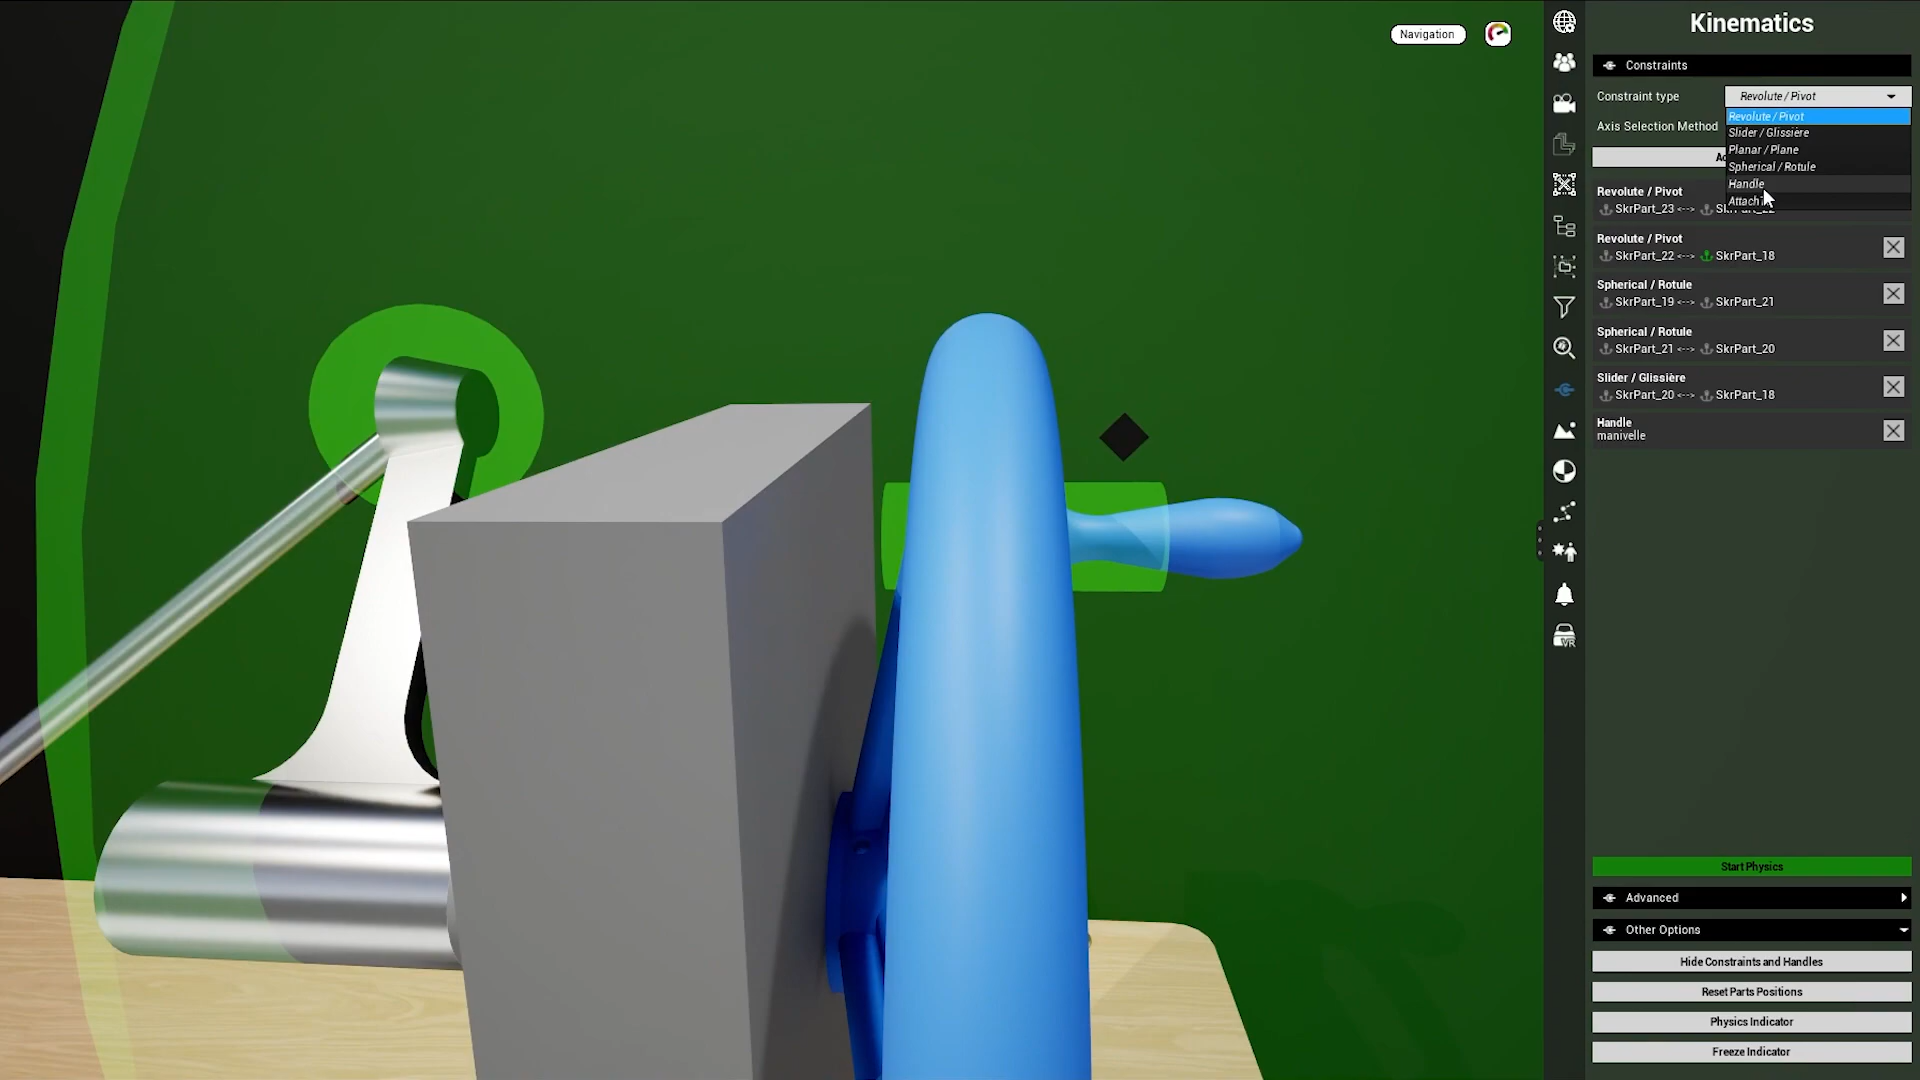 Navigation
Kinematics
Constraints
Constraint type
Revolute / Pivot
Revolute / Pivot
Axis Selection Method
Slider / Glissière
Planar / Plane
Spherical / Rotule
Handle
Revolute / Pivot
SkrPart_23 <-->
Revolute / Pivot
SkrPart_22 <--> SkrPart_18
Spherical / Rotule
SkrPart_19 <--> SkrPart_21
Spherical / Rotule
SkrPart_21 <--> SkrPart_20
Slider / Glissière
SkrPart_20 <--> SkrPart_18
Handle
manivelle
VR
Start Physics
Advanced
Other Options
Hide Constraints and Handles
Reset Parts Positions
Physics Indicator
Freeze Indicator